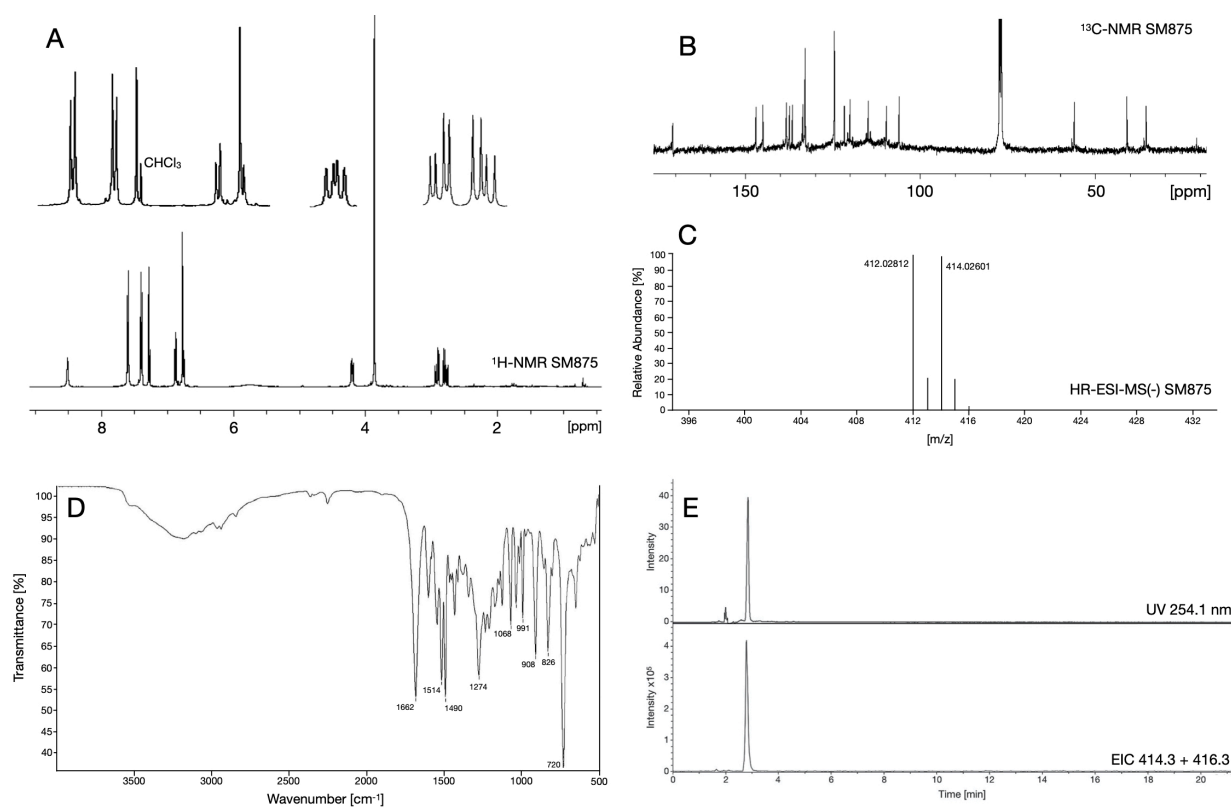 A
CHCl₃
¹H-NMR SM875
8 6 4 2 [ppm]
B
¹³C-NMR SM875
150 100 50 [ppm]
C
Relative Abundance [%]
100
90
80
70
60
50
40
30
20
10
0
412.02812
414.02601
HR-ESI-MS(-) SM875
396 400 404 408 412 416 420 424 428 432
[m/z]
D
Transmittance [%]
100
95
90
85
80
75
70
65
60
55
50
45
40
1662
1514
1490
1274
1068
991
908
826
720
3500 3000 2500 2000 1500 1000 500
Wavenumber [cm⁻¹]
E
Intensity
40
30
20
10
0
UV 254.1 nm
Intensity x10⁵
4
3
2
1
0
EIC 414.3 + 416.3
0 2 4 6 8 10 12 14 16 18 20
Time [min]